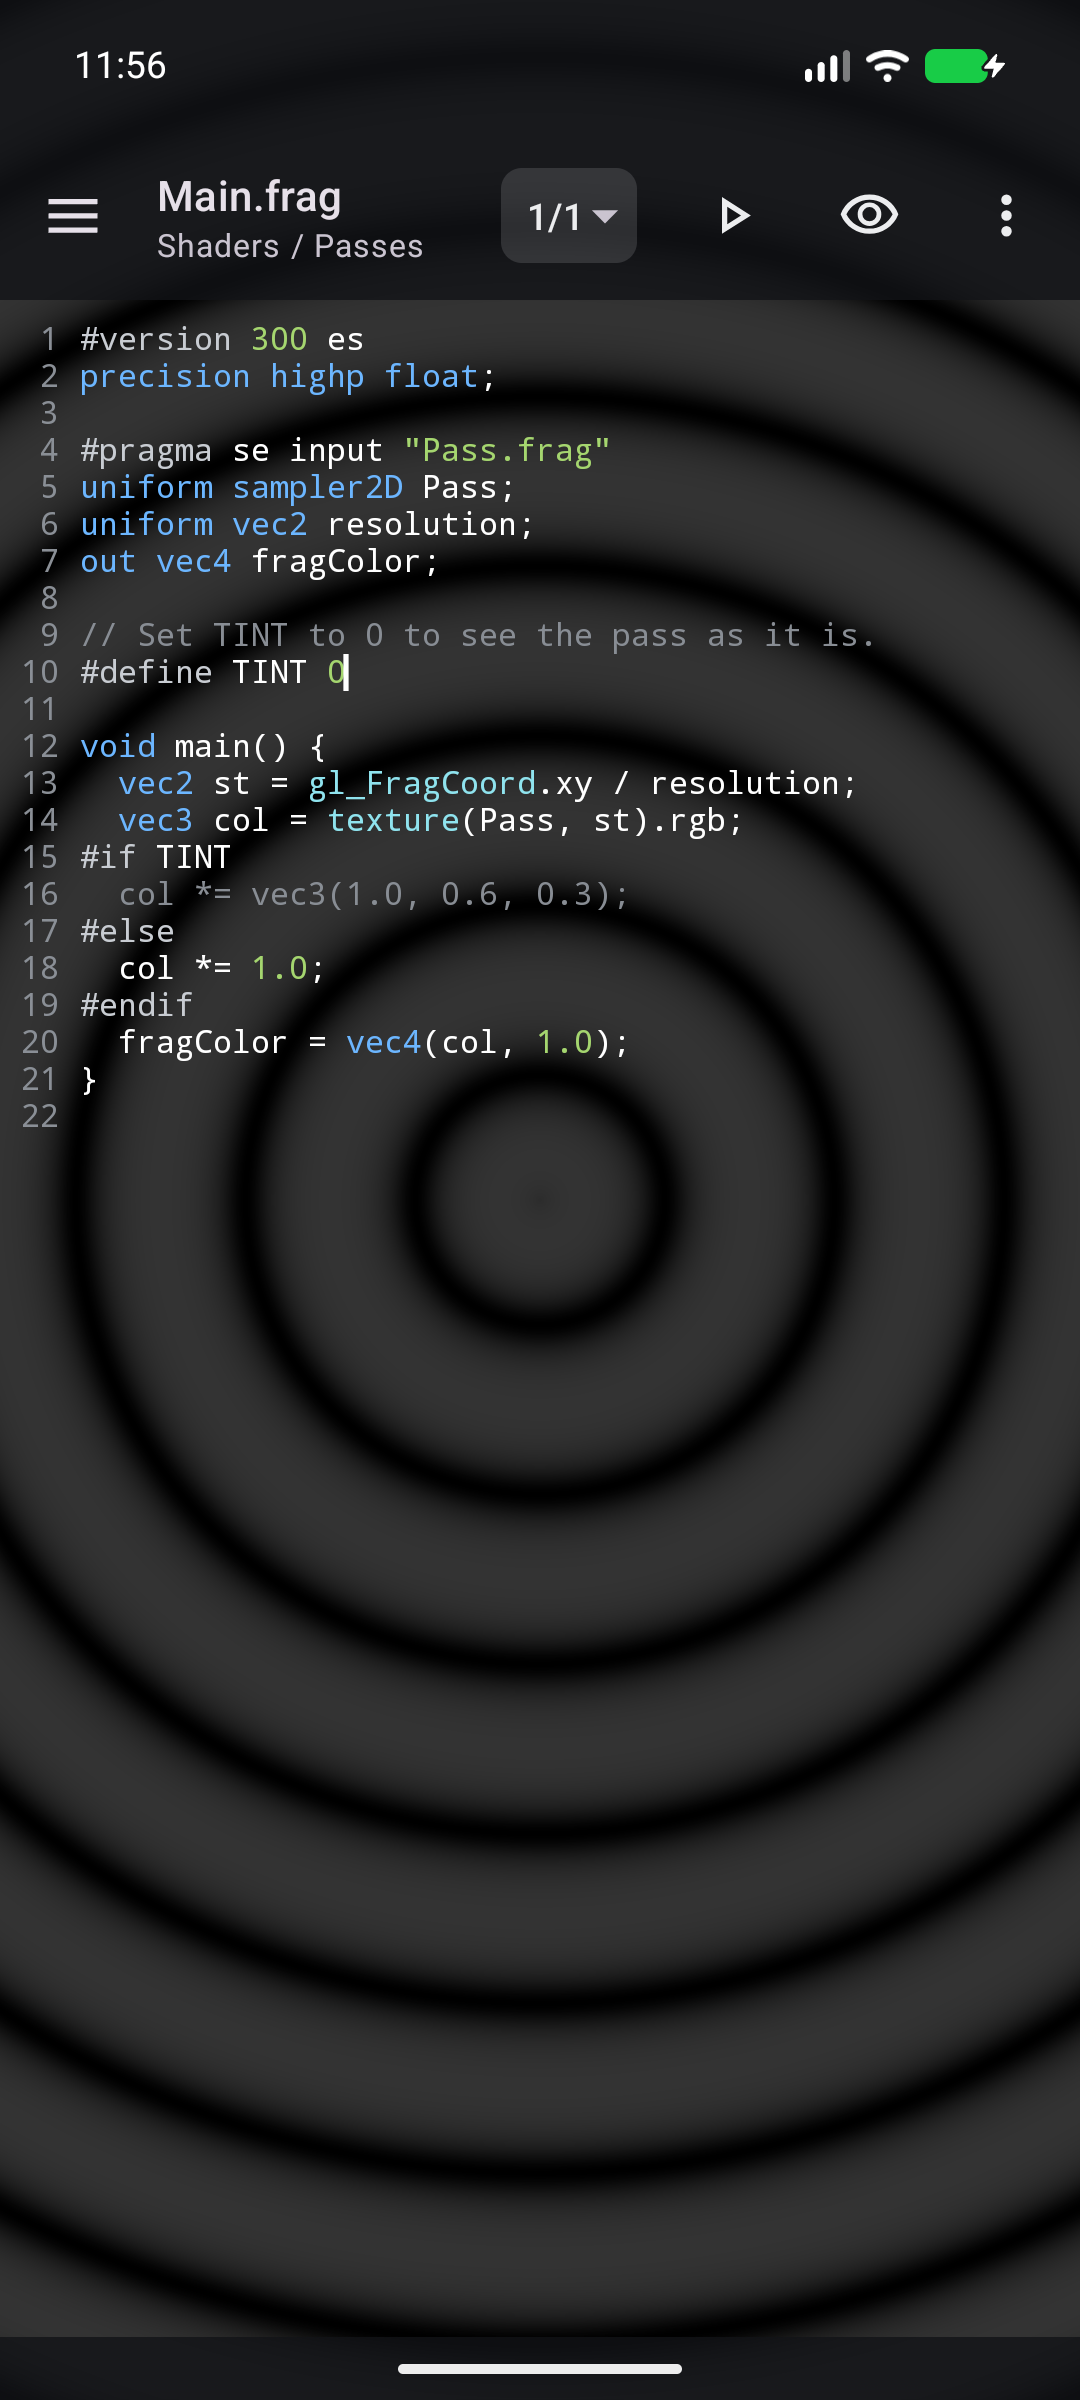 11:56
Main.frag
Shaders / Passes
1/1
1 #version 300 es
2 precision highp float;
3
4 #pragma se input "Pass.frag"
5 uniform sampler2D Pass;
6 uniform vec2 resolution;
7 out vec4 fragColor;
8
9 // Set TINT to 0 to see the pass as it is.
10 #define TINT 0
11
12 void main() {
13   vec2 st = gl_FragCoord.xy / resolution;
14   vec3 col = texture(Pass, st).rgb;
15 #if TINT
16   col *= vec3(1.0, 0.6, 0.3);
17 #else
18   col *= 1.0;
19 #endif
20   fragColor = vec4(col, 1.0);
21 }
22